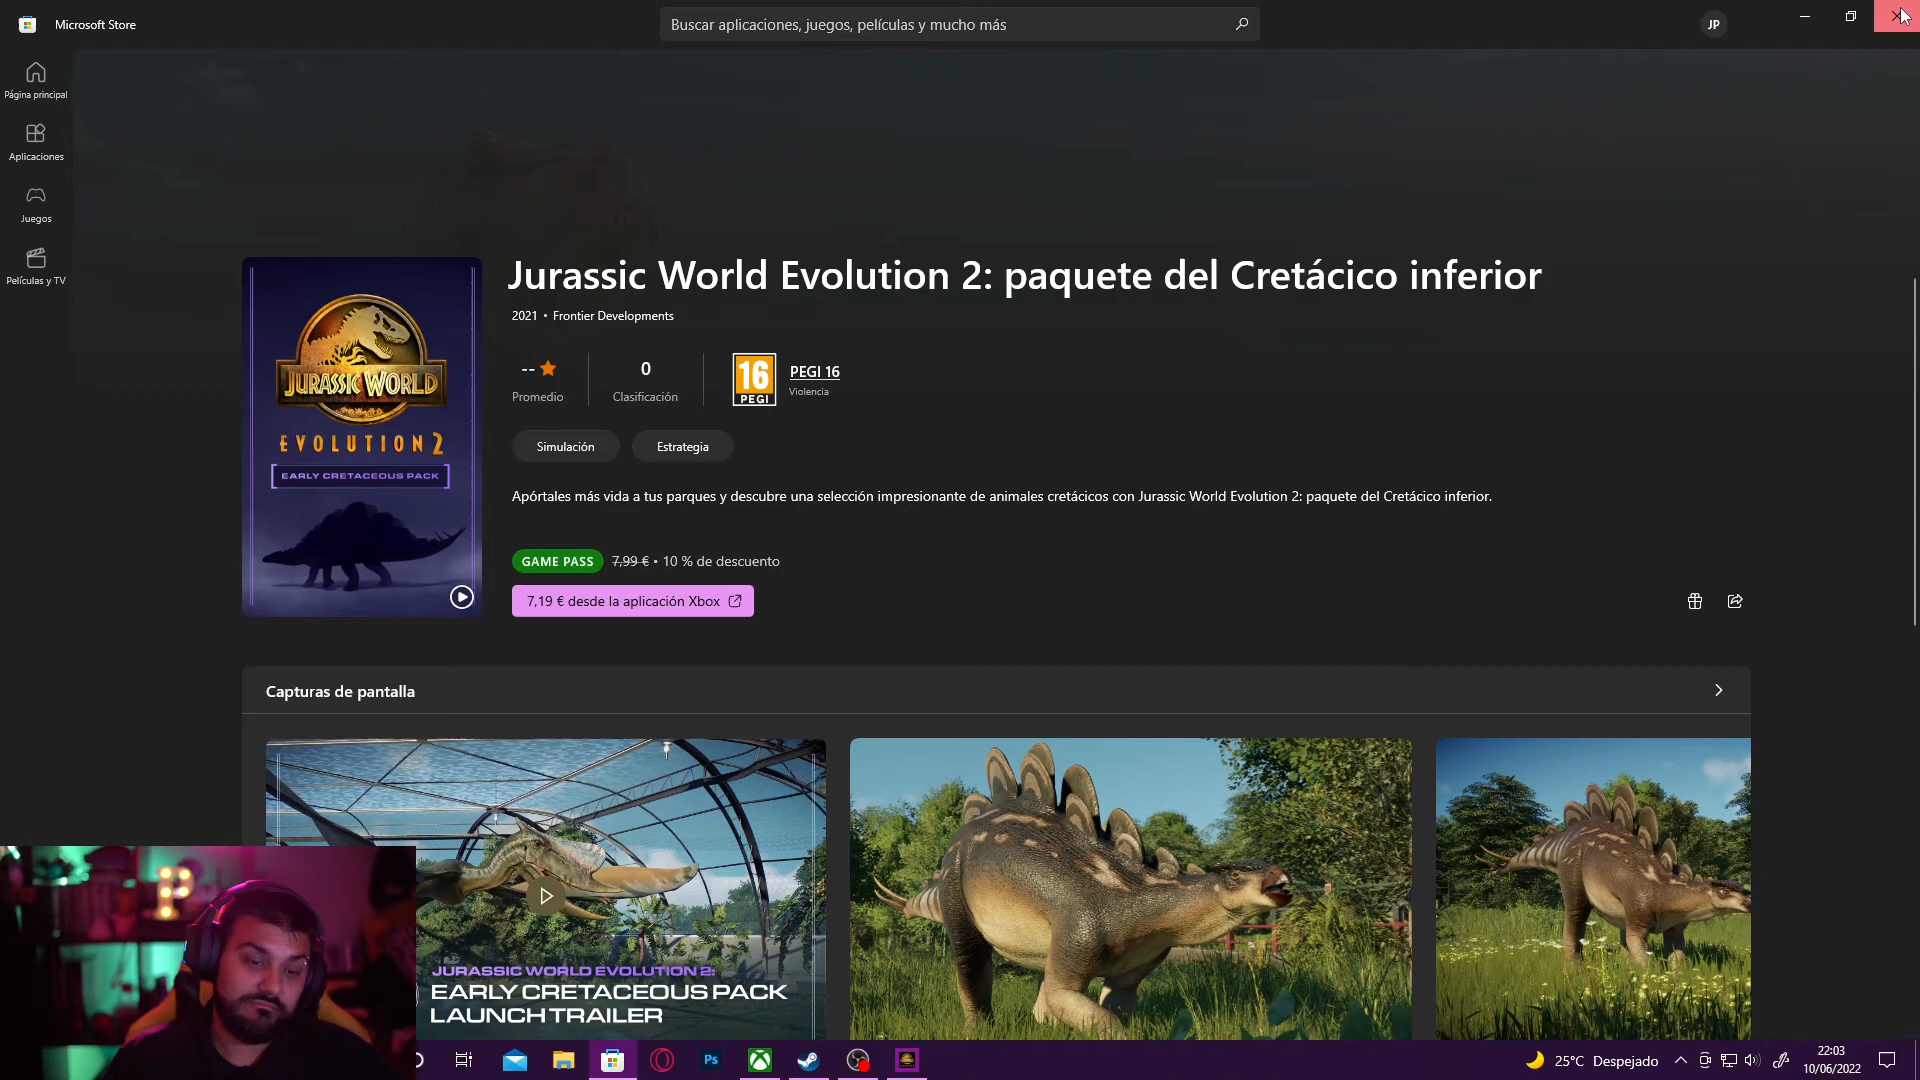 Microsoft Store
Buscar aplicaciones, juegos, películas y mucho más
JP
Página principal
Aplicaciones
Juegos
Películas y TV
JURASSIC WORLD
EVOLUTION 2
EARLY CRETACEOUS PACK
Jurassic World Evolution 2: paquete del Cretácico inferior
2021 • Frontier Developments
--
Promedio
0
Clasificación
16
PEGI
PEGI 16
Violencia
Simulación
Estrategia
Apórtales más vida a tus parques y descubre una selección impresionante de animales cretácicos con Jurassic World Evolution 2: paquete del Cretácico inferior.
GAME PASS 7,99 € • 10 % de descuento
7,19 € desde la aplicación Xbox
Capturas de pantalla
JURASSIC WORLD EVOLUTION 2:
EARLY CRETACEOUS PACK
LAUNCH TRAILER
P
Ps
25°C Despejado
22:03
10/06/2022